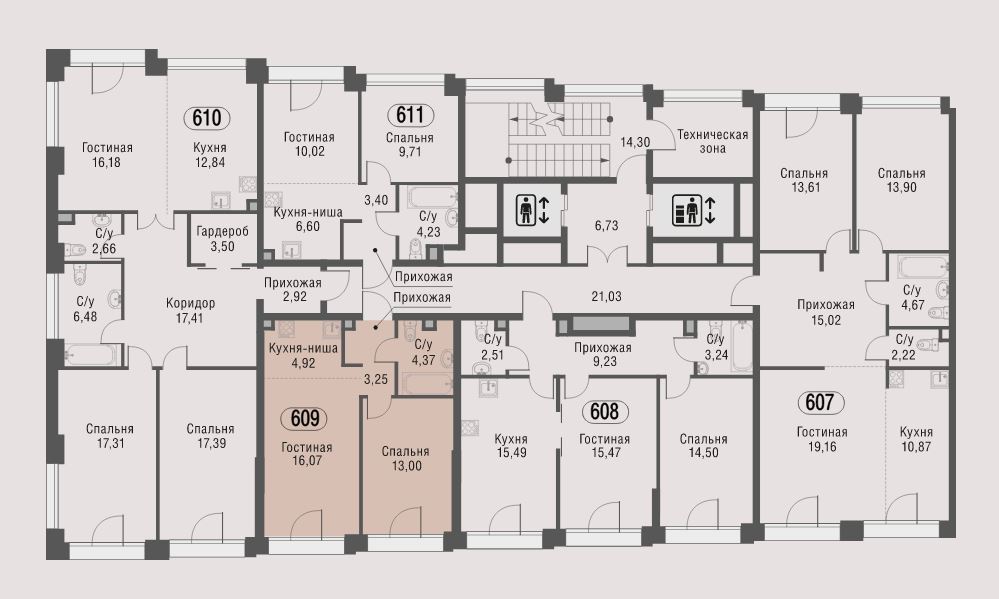 610
Гостиная
16,18
Кухня
12,84
С/у
2,66
Гардероб
3,50
С/у
6,48
Коридор
17,41
Прихожая
2,92
Спальня
17,31
Спальня
17,39
611
Гостиная
10,02
Спальня
9,71
Кухня-ниша
6,60
3,40
С/у
4,23
Прихожая
Прихожая
14,30
Техническая
зона
6,73
21,03
Кухня-ниша
4,92
С/у
4,37
3,25
609
Гостиная
16,07
Спальня
13,00
С/у
2,51
Прихожая
9,23
С/у
3,24
608
Кухня
15,49
Гостиная
15,47
Спальня
14,50
Спальня
13,61
Спальня
13,90
Прихожая
15,02
С/у
4,67
С/у
2,22
607
Гостиная
19,16
Кухня
10,87